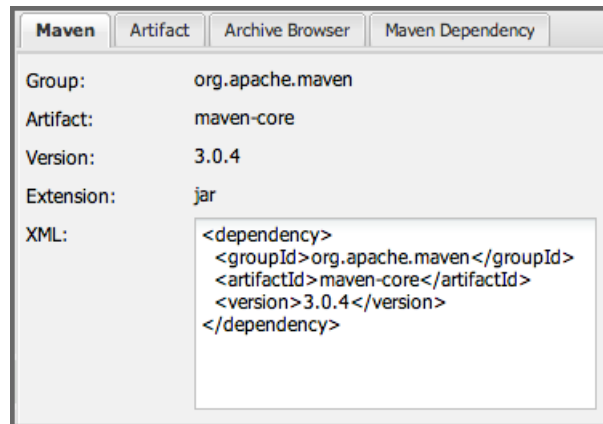 Maven Artifact Archive Browser Maven Dependency
Group: org.apache.maven
Artifact: maven-core
Version: 3.0.4
Extension: jar
XML: <dependency>
<groupId>org.apache.maven</groupId>
<artifactId>maven-core</artifactId>
<version>3.0.4</version>
</dependency>